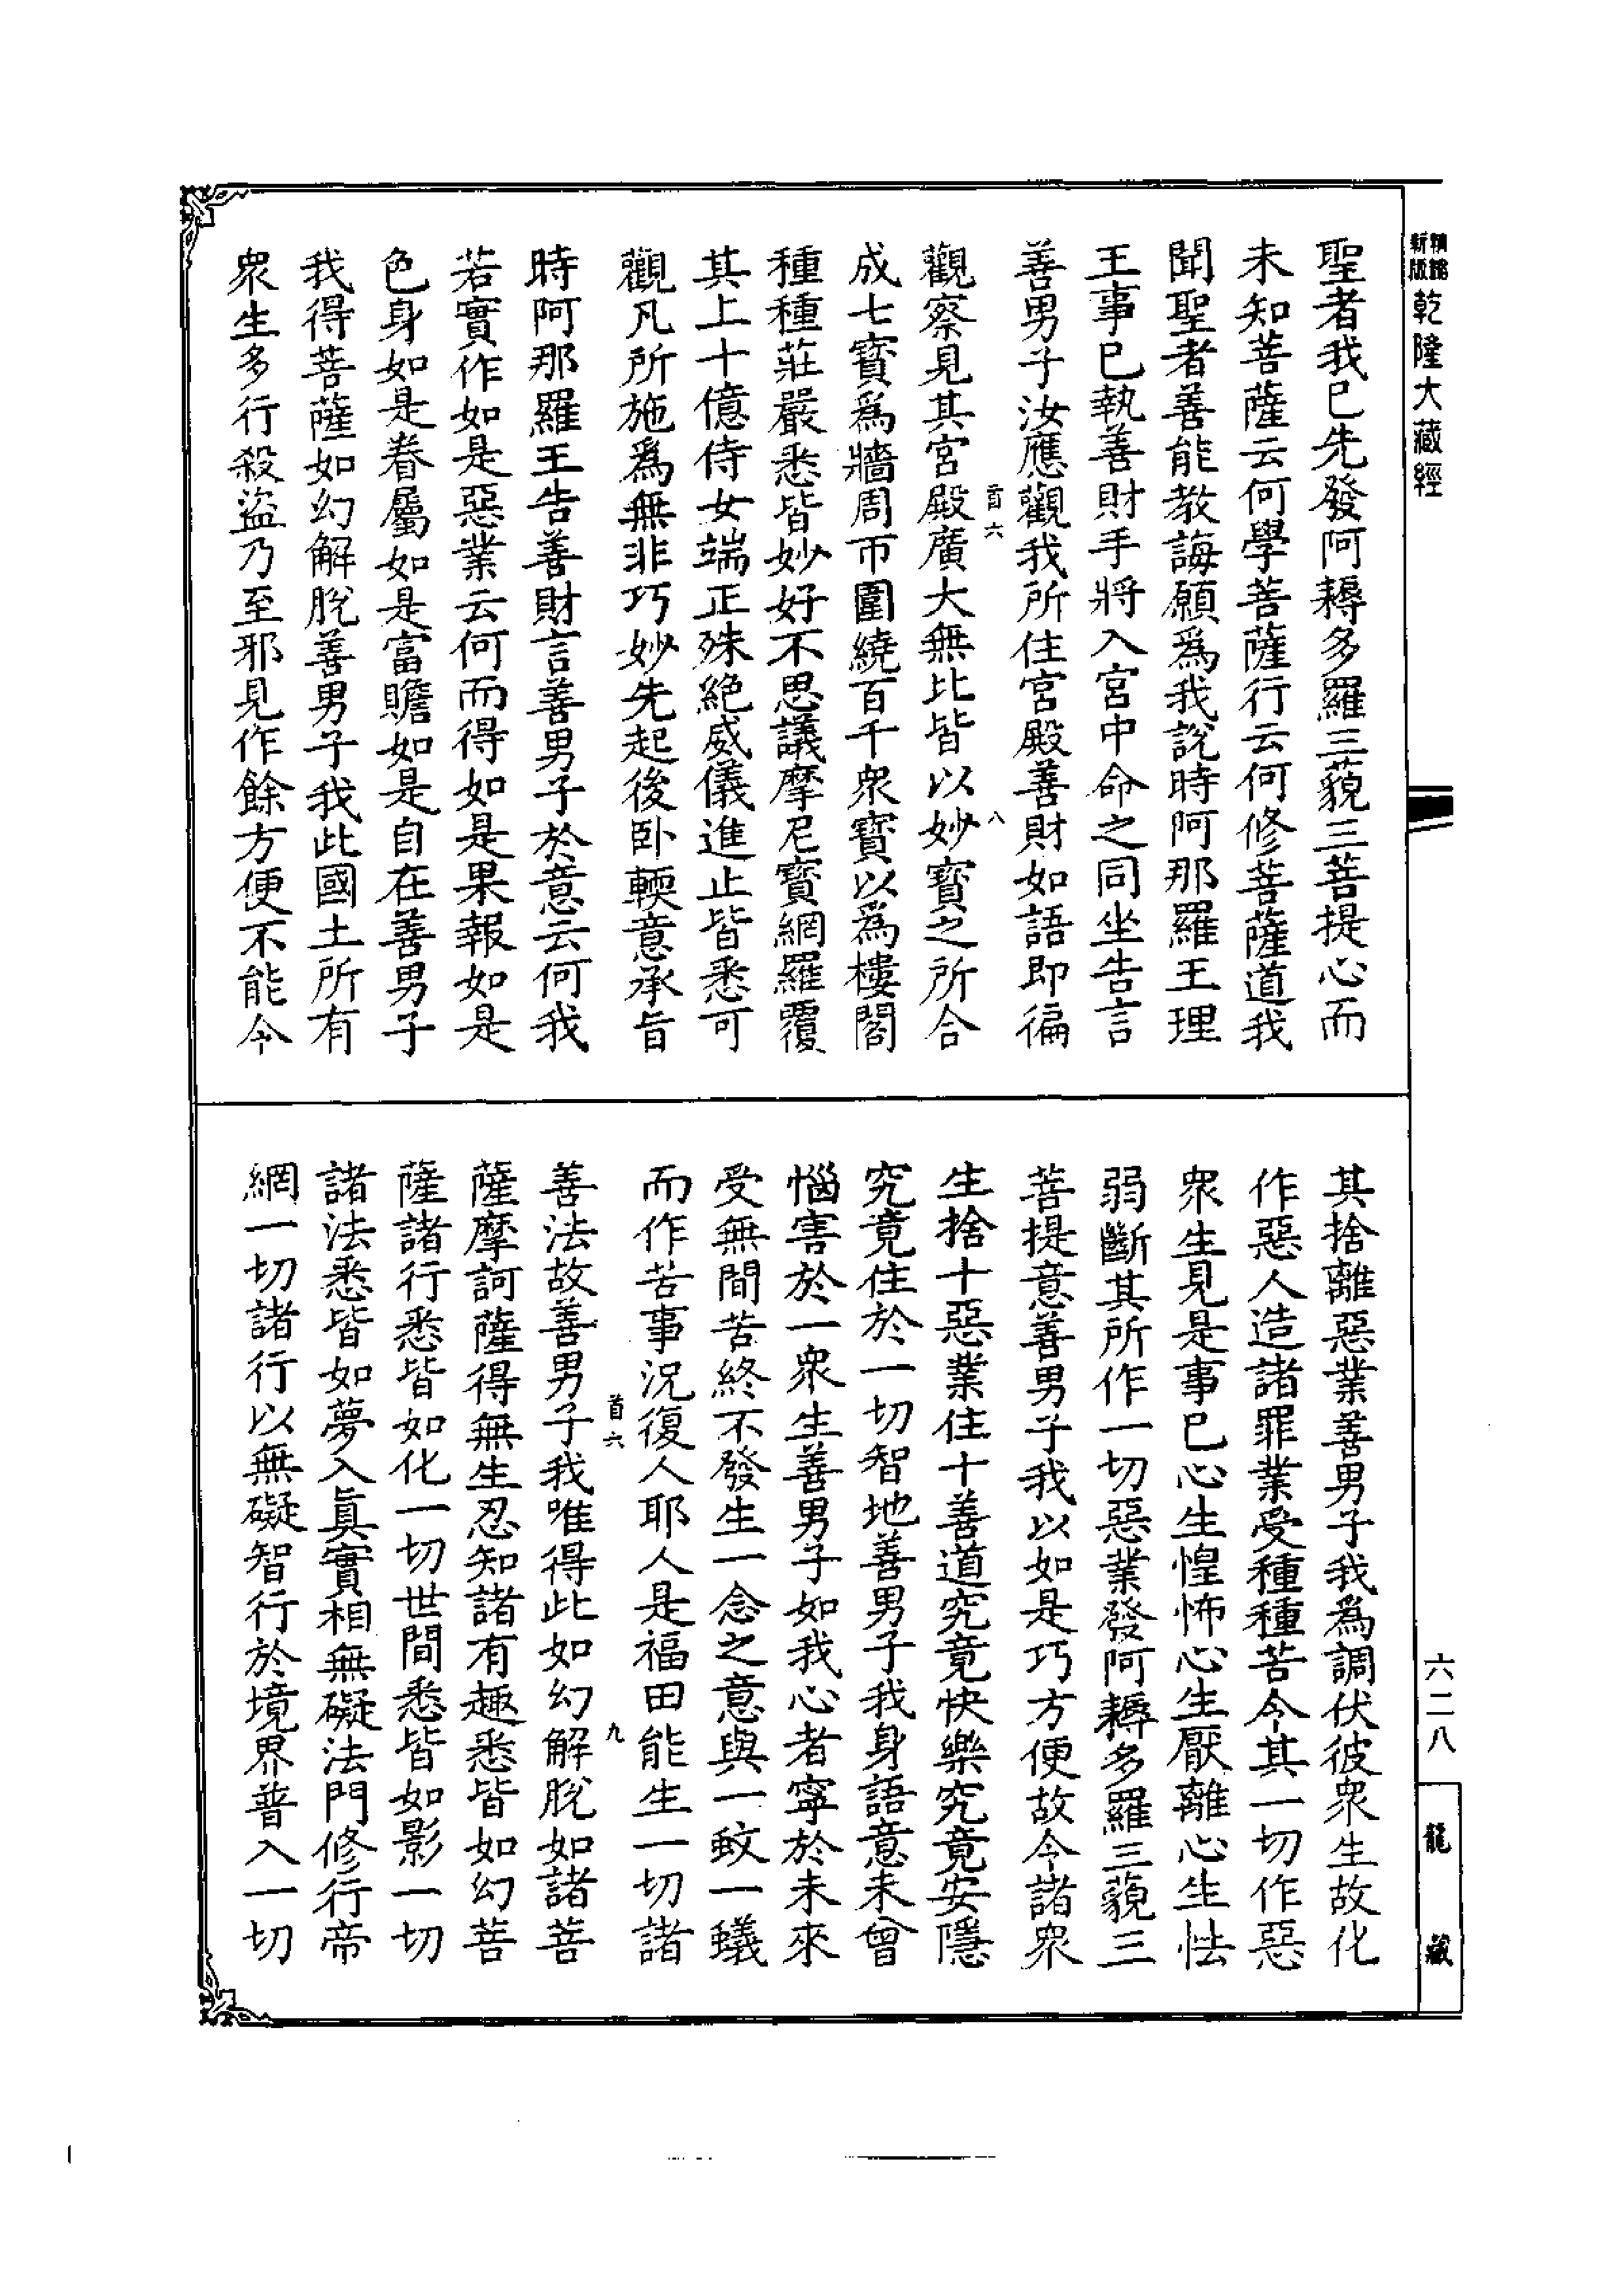 新編
縮版
乾隆大藏經
聖者我已先發阿耨多羅三藐三菩提心而
未知菩薩云何學菩薩行云何修菩薩道我
聞聖者善能教誨願為我說時阿那羅王理
王事已執善財手將入宮中命之同坐告言
善男子汝應觀我所住宮殿善財如語即徧
首六
八
觀察見其宮殿廣大無比皆以妙寶之所合
成七寶為牆周帀圍繞百千衆寶以為樓閣
種種莊嚴悉皆妙好不思議摩尼寶網羅覆
其上十億侍女端正殊絕威儀進止皆悉可
觀凡所施為無非巧妙先起後卧輭意承旨
時阿那羅王告善財言善男子於意云何我
若實作如是惡業云何而得如是果報如是
色身如是眷屬如是富贍如是自在善男子
我得菩薩如幻解脫善男子我此國土所有
衆生多行殺盜乃至邪見作餘方便不能令
其捨離惡業善男子我為調伏彼衆生故化
作惡人造諸罪業受種種苦令其一切作惡
衆生見是事已心生惶怖心生厭離心生怯
弱斷其所作一切惡業發阿耨多羅三藐三
菩提意善男子我以如是巧方便故令諸衆
生捨十惡業住十善道究竟快樂究竟安隱
究竟住於一切智地善男子我身語意未曾
惱害於一衆生善男子如我心者寧於未來
受無間苦終不發生一念之意與一蚊一蟻
而作苦事況復人耶人是福田能生一切諸
首六
九
善法故善男子我唯得此如幻解脫如諸菩
薩摩訶薩得無生忍知諸有趣悉皆如幻菩
薩諸行悉皆如化一切世間悉皆如影一切
諸法悉皆如夢入眞實相無礙法門修行帝
網一切諸行以無礙智行於境界普入一切
六二八
龍藏